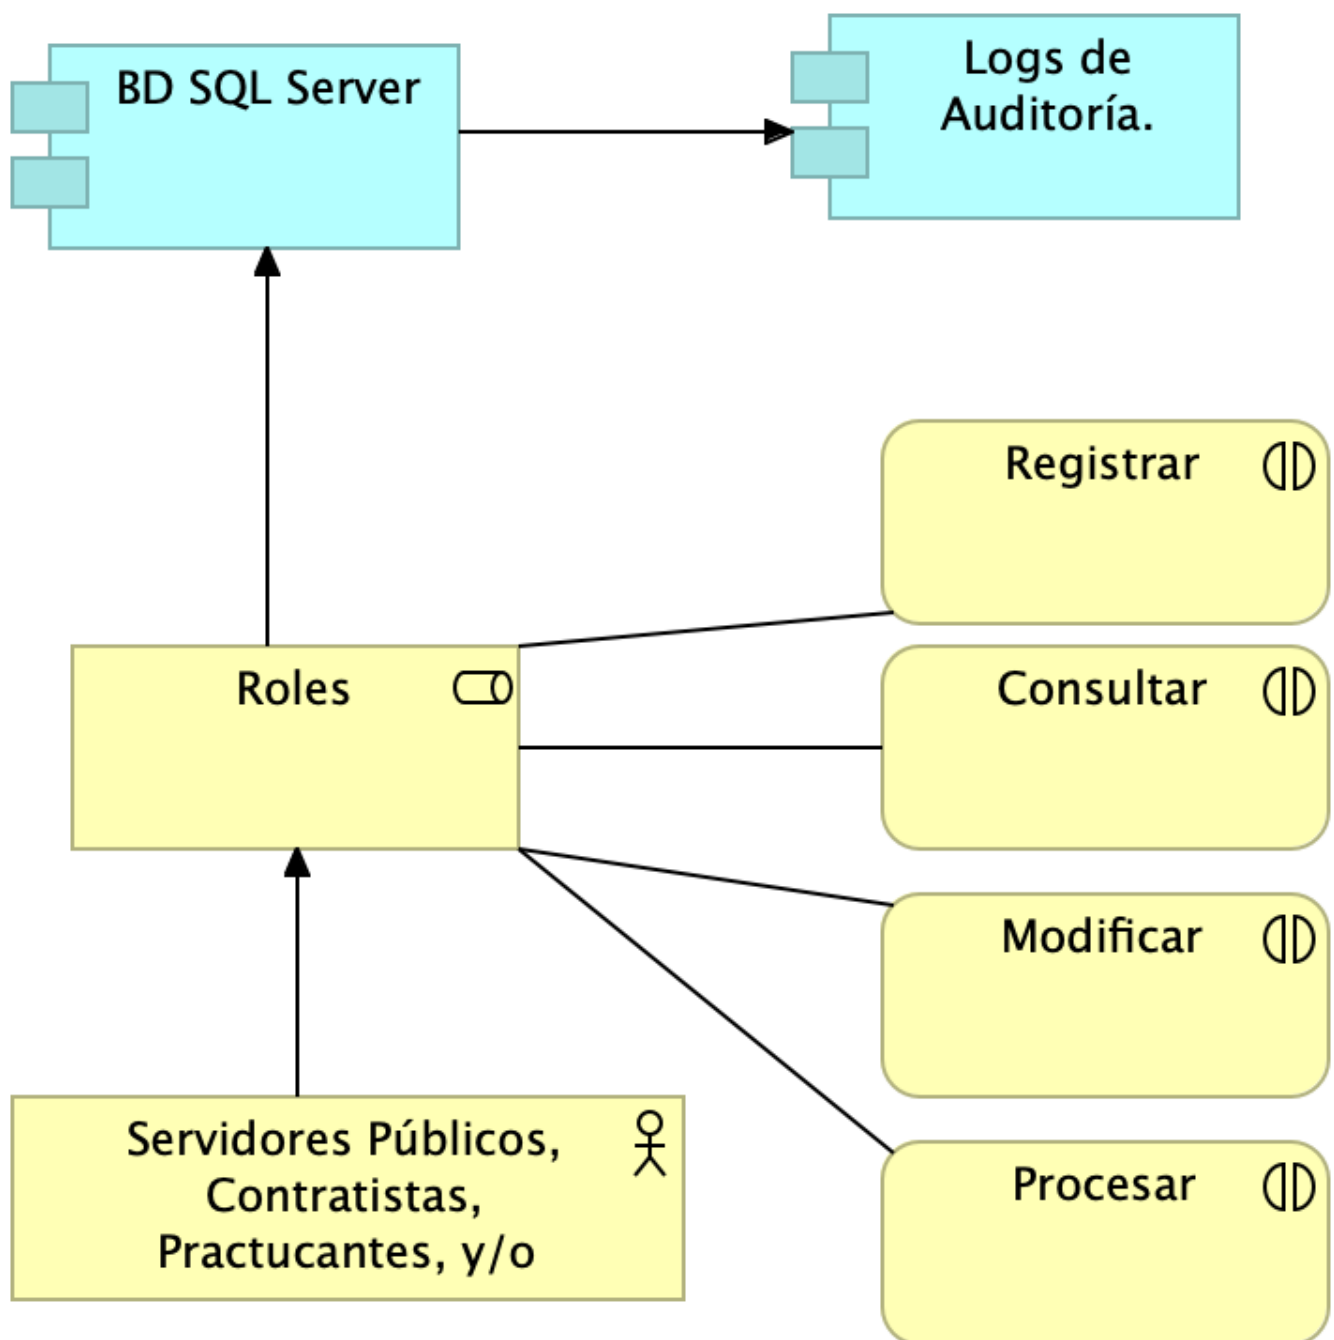 BD SQL Server
Logs de
Auditoría.
Registrar
Roles
Consultar
Modificar
Servidores Públicos,
Contratistas,
Practucantes, y/o
Procesar